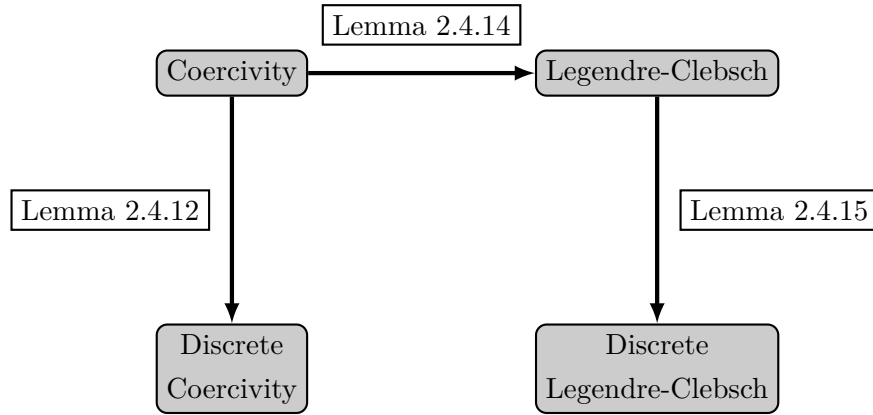 Lemma 2.4.14
Coercivity
Legendre-Clebsch
Lemma 2.4.12
Lemma 2.4.15
Discrete
Coercivity
Discrete
Legendre-Clebsch